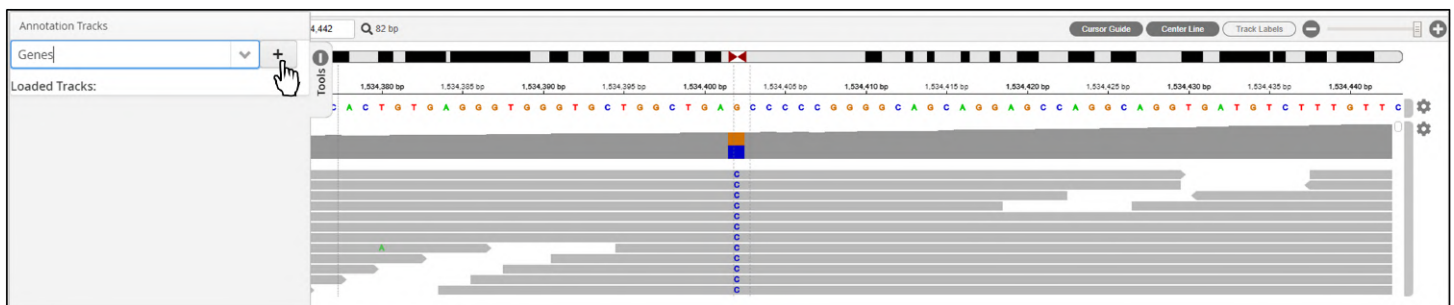 Annotation Tracks
Genes
+
Loaded Tracks:
Tools
4,442
82 bp
Cursor Guide
Center Line
Track Labels
1,534,380 bp 1,534,385 bp 1,534,390 bp 1,534,395 bp 1,534,400 bp 1,534,405 bp 1,534,410 bp 1,534,415 bp 1,534,420 bp 1,534,425 bp 1,534,430 bp 1,534,435 bp 1,534,440 bp
C A C T G T G A G G G T G G G T G C T G G C T G A G C C C C C G G G G C A G C A G G A G C C A G G C A G G T G A T G T C T T T G T T C
C
C
C
C
C
C
C
A C
C
C
C
C